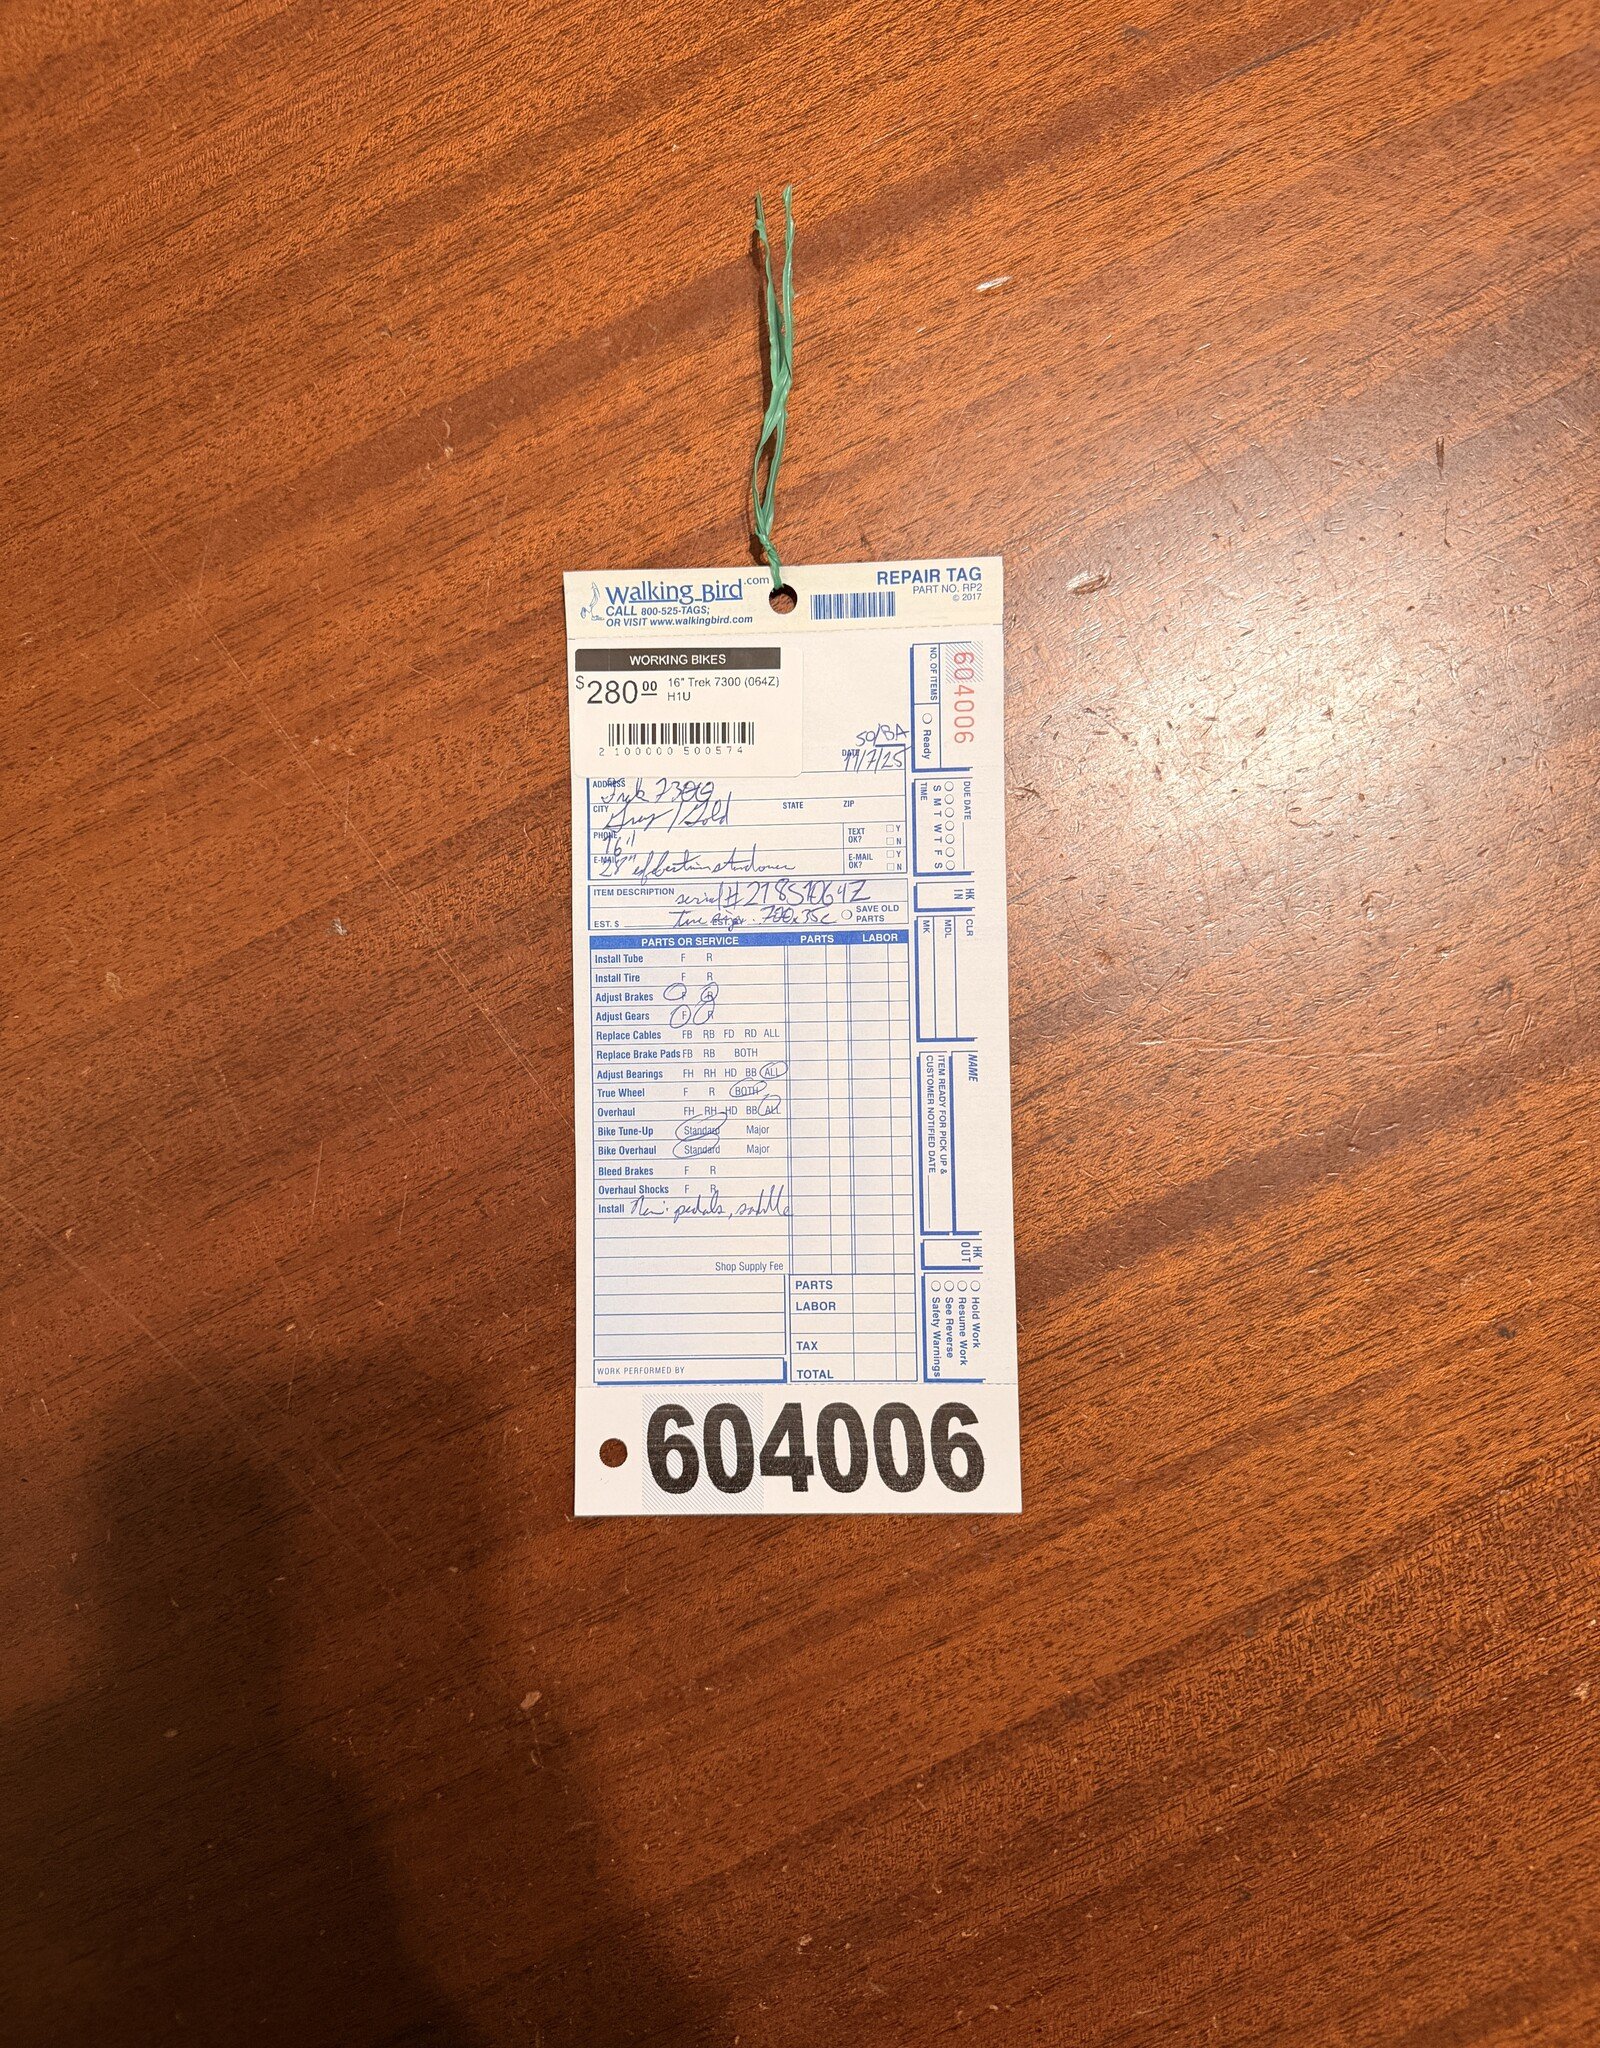 Walking Bird.com
CALL 800-525-TAGS;
OR VISIT www.walkingbird.com
REPAIR TAG
PART NO. RP2
© 2017
WORKING BIKES
$280.00
16" Trek 7300 (064Z)
H1U
2 100000 500574
604006
NO. OF ITEMS
Ready
SO/BA
DATE 11/7/25
DUE DATE
TIME
S M T W T F S
ADDRESS Trek 7300
CITY STATE ZIP
Gray / Gold
PHONE 16"
TEXT OK? Y N
E-MAIL 28"
E-MAIL OK? Y N
HK IN
ITEM DESCRIPTION serial #
EST. $ tire 700x35c
SAVE OLD PARTS
CLR
MDL
MK
PARTS OR SERVICE PARTS LABOR
Install Tube F R
Install Tire F R
Adjust Brakes F R
Adjust Gears F R
Replace Cables FB RB FD RD ALL
Replace Brake Pads FB RB BOTH
Adjust Bearings FH RH HD BB ALL
True Wheel F R BOTH
Overhaul FH RH HD BB ALL
Bike Tune-Up Standard Major
Bike Overhaul Standard Major
Bleed Brakes F R
Overhaul Shocks F R
Install New: pedals, saddle
Shop Supply Fee
NAME
ITEM READY FOR PICK UP &
CUSTOMER NOTIFIED DATE
HK OUT
PARTS
LABOR
TAX
TOTAL
Hold Work
Resume Work
See Reverse
Safety Warnings
WORK PERFORMED BY
604006